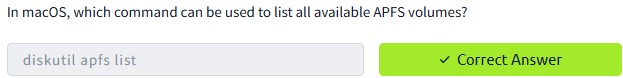 In macOS, which command can be used to list all available APFS volumes?
diskutil apfs list
✓ Correct Answer